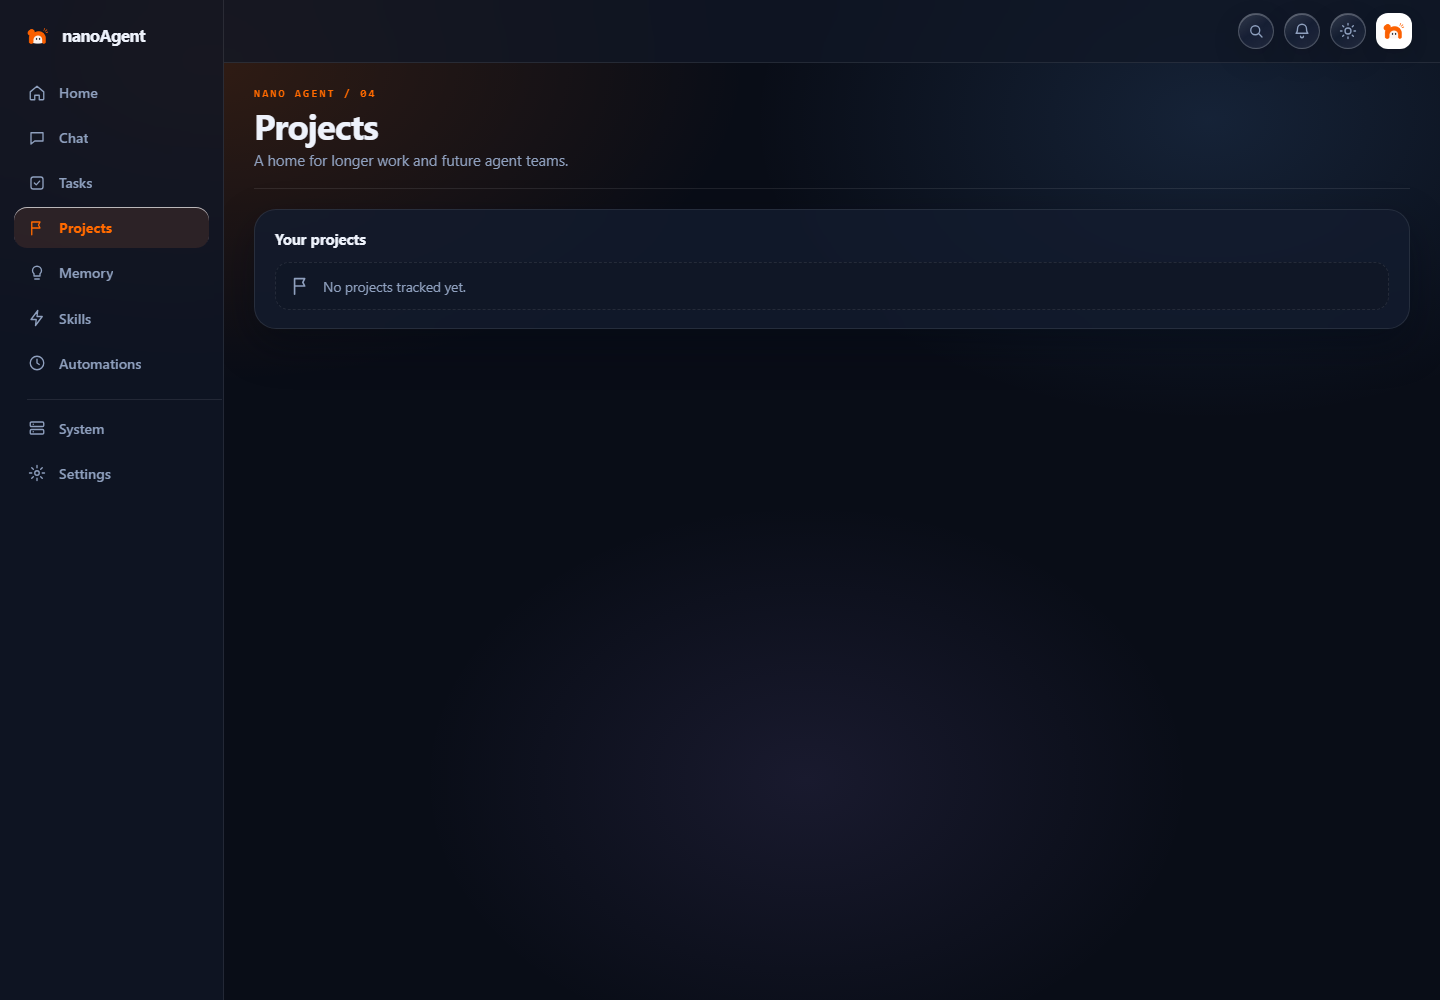 nanoAgent
Home
Chat
Tasks
Projects
Memory
Skills
Automations
System
Settings
NANO AGENT / 04
Projects
A home for longer work and future agent teams.
Your projects
No projects tracked yet.